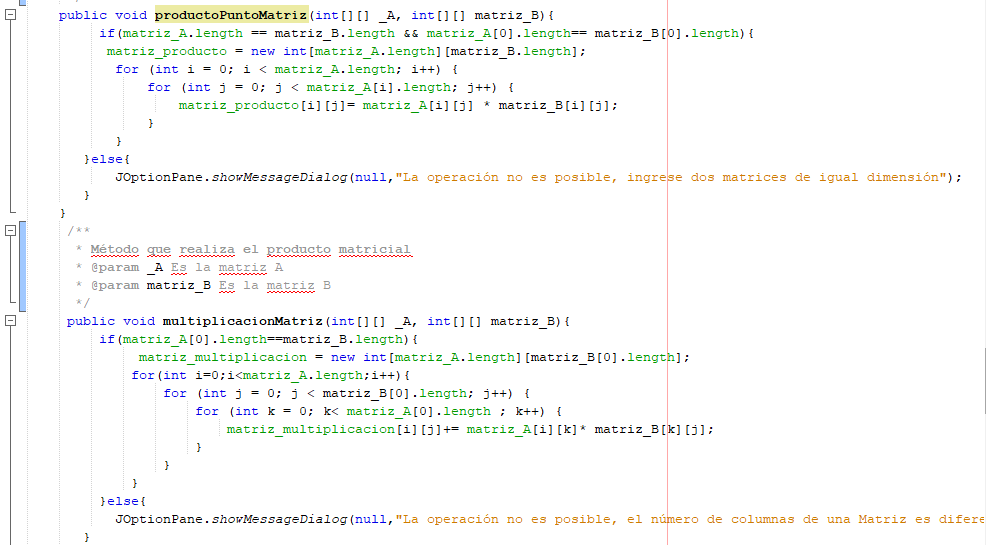 public void productoPuntoMatriz(int[][] _A, int[][] matriz_B){
if(matriz_A.length == matriz_B.length && matriz_A[0].length== matriz_B[0].length){
matriz_producto = new int[matriz_A.length][matriz_B.length];
for (int i = 0; i < matriz_A.length; i++) {
for (int j = 0; j < matriz_A[i].length; j++) {
matriz_producto[i][j]= matriz_A[i][j] * matriz_B[i][j];
}
}
}else{
JOptionPane.showMessageDialog(null,"La operación no es posible, ingrese dos matrices de igual dimensión");
}
}
/**
* Método que realiza el producto matricial
* @param _A Es la matriz A
* @param matriz_B Es la matriz B
*/
public void multiplicacionMatriz(int[][] _A, int[][] matriz_B){
if(matriz_A[0].length==matriz_B.length){
matriz_multiplicacion = new int[matriz_A.length][matriz_B[0].length];
for(int i=0;i<matriz_A.length;i++){
for (int j = 0; j < matriz_B[0].length; j++) {
for (int k = 0; k< matriz_A[0].length ; k++) {
matriz_multiplicacion[i][j]+= matriz_A[i][k]* matriz_B[k][j];
}
}
}
}else{
JOptionPane.showMessageDialog(null,"La operación no es posible, el número de columnas de una Matriz es difere
}